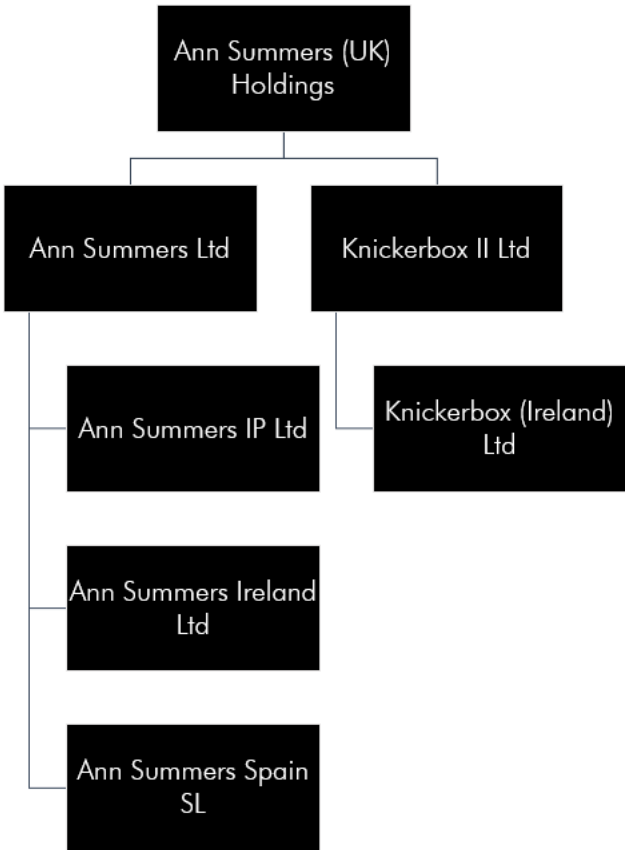 Ann Summers (UK)
Holdings
Ann Summers Ltd
Knickerbox II Ltd
Ann Summers IP Ltd
Knickerbox (Ireland)
Ltd
Ann Summers Ireland
Ltd
Ann Summers Spain
SL